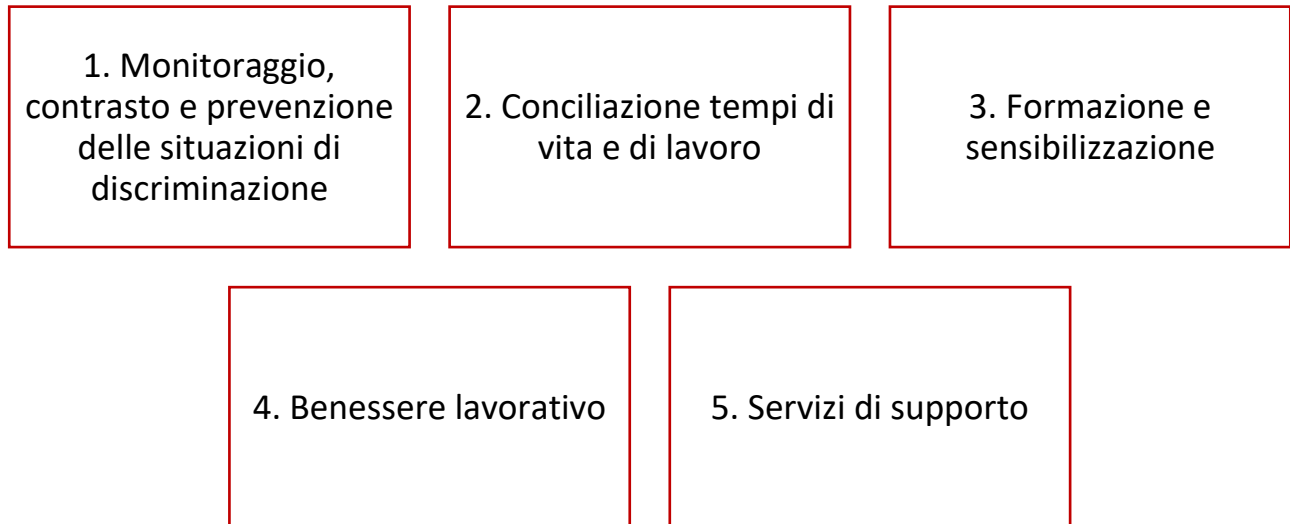 1. Monitoraggio,
contrasto e prevenzione
delle situazioni di
discriminazione
2. Conciliazione tempi di
vita e di lavoro
3. Formazione e
sensibilizzazione
4. Benessere lavorativo
5. Servizi di supporto